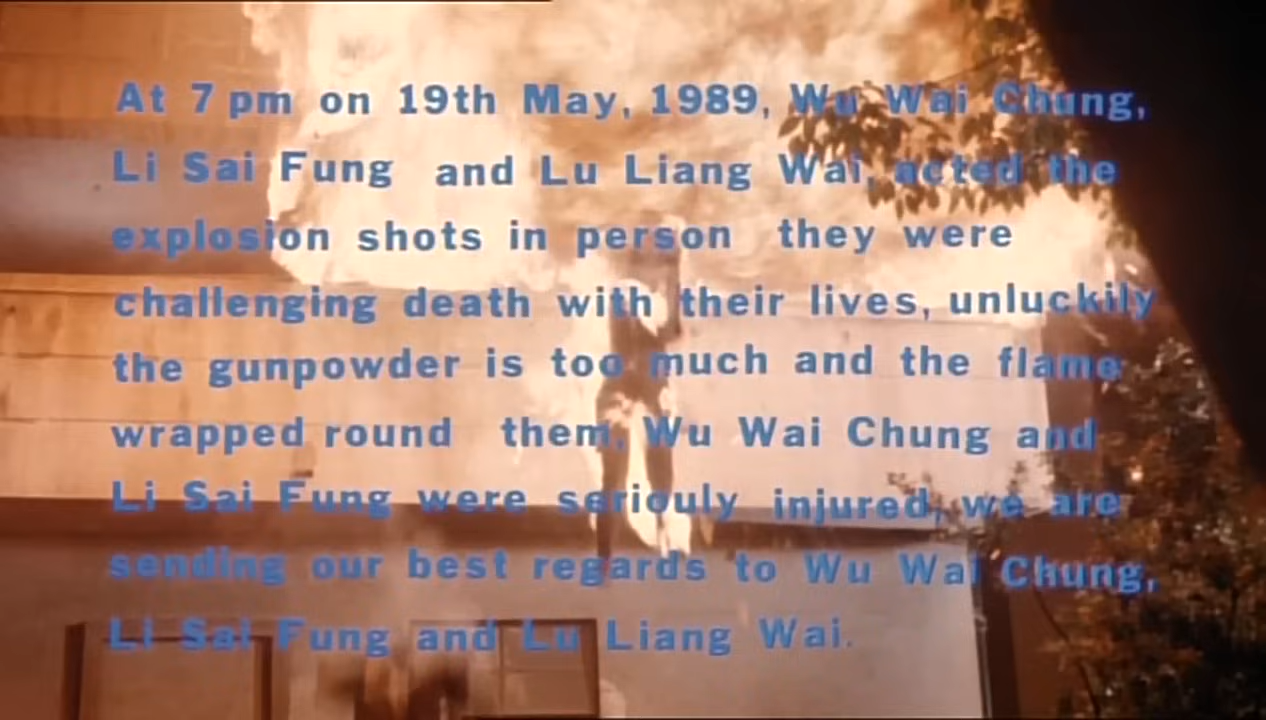 At 7 pm on 19th May, 1989, Wu Wai Chung,
Li Sai Fung and Lu Liang Wai, acted the
explosion shots in person they were
challenging death with their lives, unluckily
the gunpowder is too much and the flame
wrapped round them, Wu Wai Chung and
Li Sai Fung were seriouly injured, we are
sending our best regards to Wu Wai Chung,
Li Sai Fung and Lu Liang Wai.